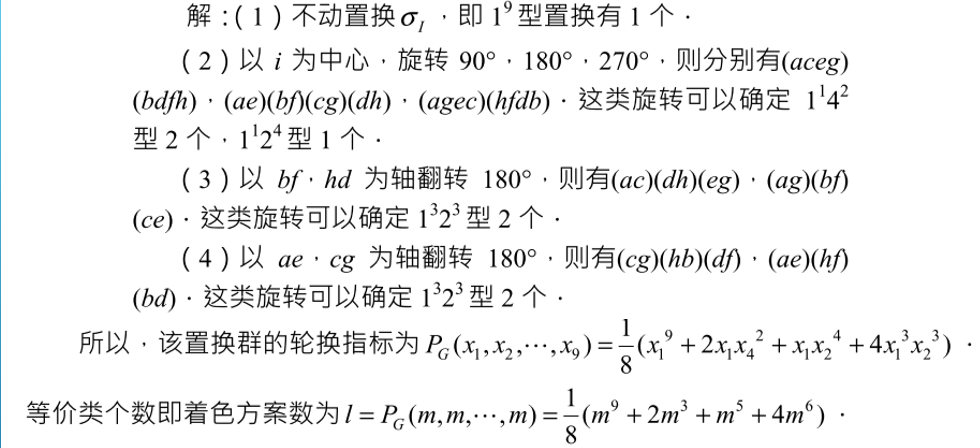 解：(1) 不动置换 $\sigma_I$，即 $1^9$ 型置换有 1 个．
(2) 以 i 为中心，旋转 90°，180°，270°，则分别有(aceg)
(bdfh)，(ae)(bf)(cg)(dh)，(agec)(hfdb)．这类旋转可以确定 $1^1 4^2$
型 2 个，$1^1 2^4$ 型 1 个．
(3) 以 bf，hd 为轴翻转 180°，则有(ac)(dh)(eg)，(ag)(bf)
(ce)．这类旋转可以确定 $1^3 2^3$ 型 2 个．
(4) 以 ae，cg 为轴翻转 180°，则有(cg)(hb)(df)，(ae)(hf)
(bd)．这类旋转可以确定 $1^3 2^3$ 型 2 个．
所以，该置换群的轮换指标为 $P_G(x_1, x_2, \cdots, x_9) = \frac{1}{8}(x_1^9 + 2x_1 x_4^2 + x_1 x_2^4 + 4x_1^3 x_2^3)$．
等价类个数即着色方案数为 $l = P_G(m, m, \cdots, m) = \frac{1}{8}(m^9 + 2m^3 + m^5 + 4m^6)$．